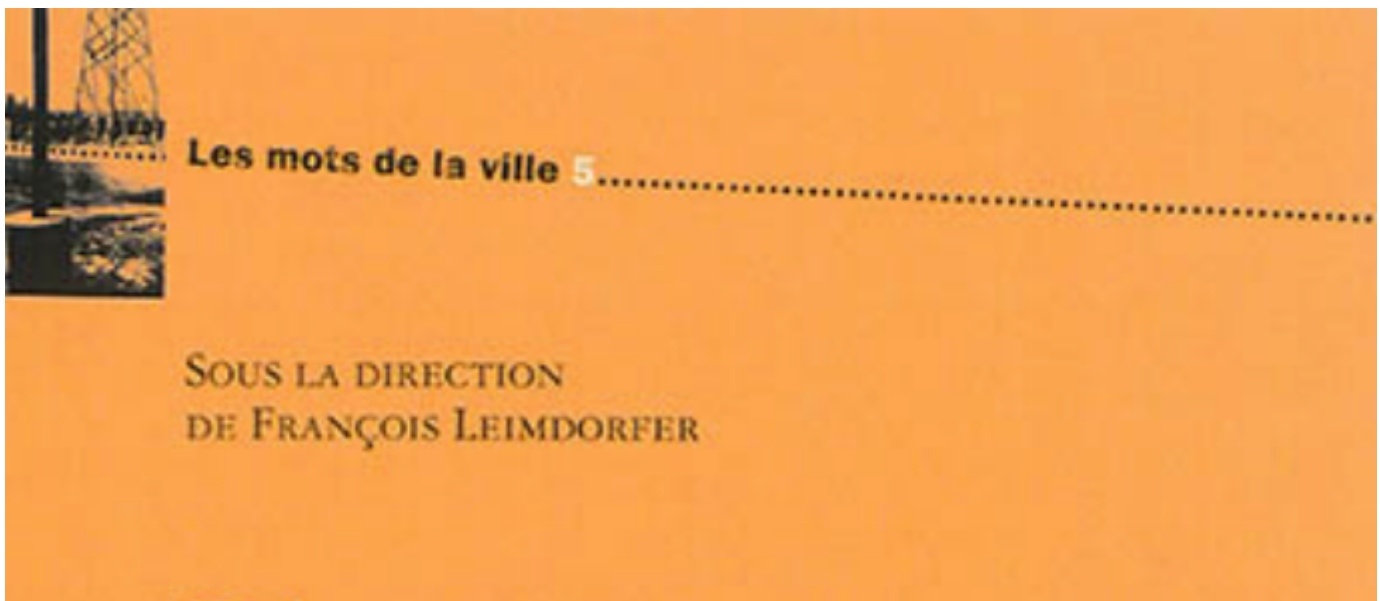 Les mots de la ville 5
SOUS LA DIRECTION
DE FRANÇOIS LEIMDORFER